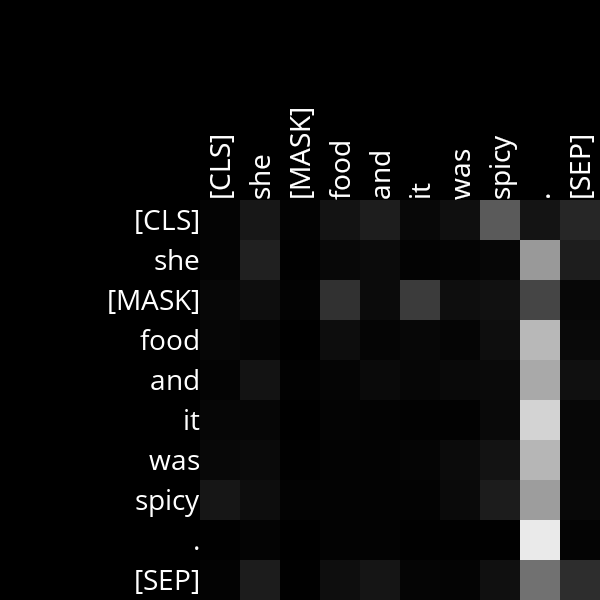 [CLS] she [MASK] food and it was spicy . [SEP]
[CLS]
she
[MASK]
food
and
it
was
spicy
.
[SEP]